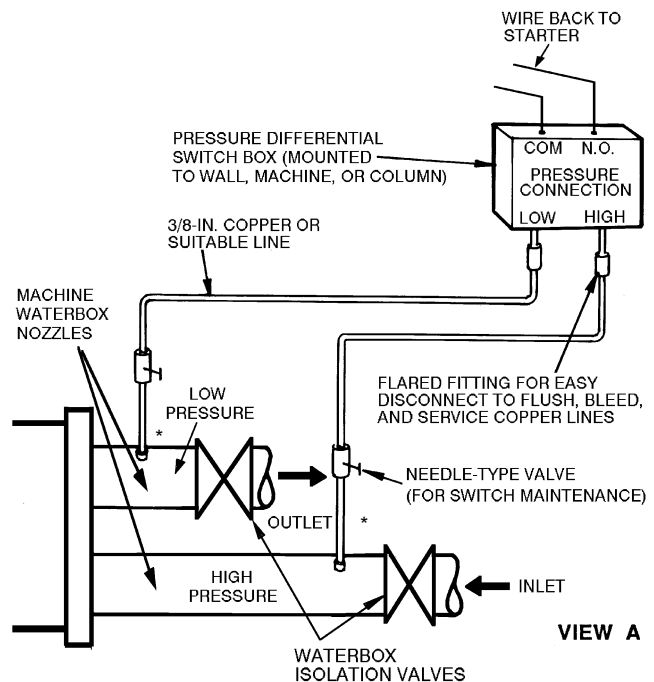 WIRE BACK TO
STARTER
PRESSURE DIFFERENTIAL
SWITCH BOX (MOUNTED
TO WALL, MACHINE, OR COLUMN)
COM N.O.
PRESSURE
CONNECTION
LOW HIGH
3/8-IN. COPPER OR
SUITABLE LINE
MACHINE
WATERBOX
NOZZLES
LOW
PRESSURE
*
FLARED FITTING FOR EASY
DISCONNECT TO FLUSH, BLEED,
AND SERVICE COPPER LINES
NEEDLE-TYPE VALVE
(FOR SWITCH MAINTENANCE)
OUTLET
*
HIGH
PRESSURE
INLET
VIEW A
WATERBOX
ISOLATION VALVES